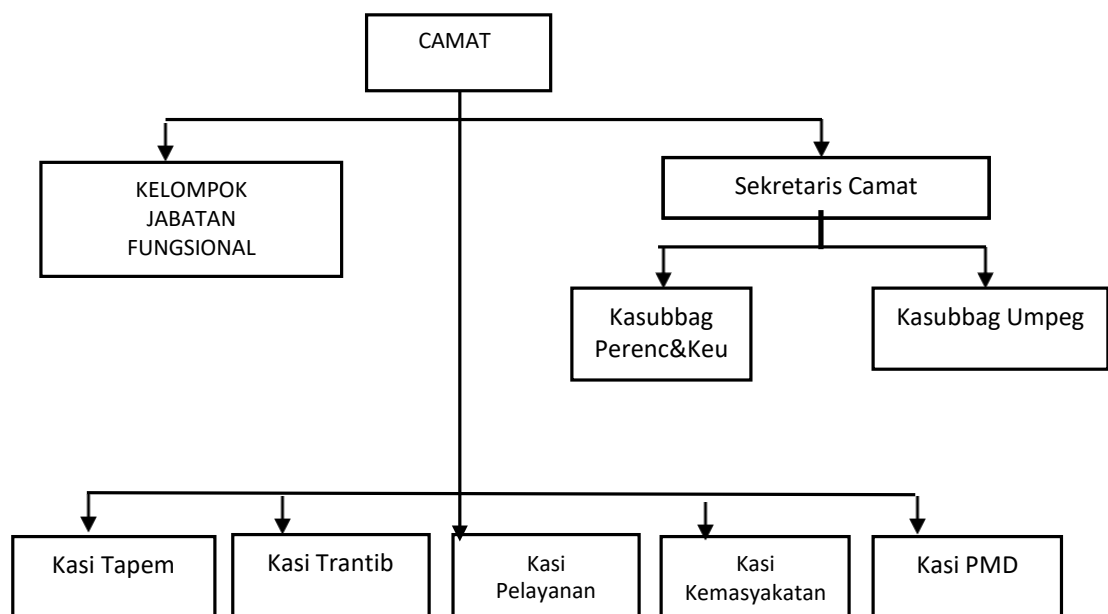 CAMAT
KELOMPOK
JABATAN
FUNGSIONAL
Sekretaris Camat
Kasubbag
Perenc&Keu
Kasubbag Umpeg
Kasi Tapem
Kasi Trantib
Kasi
Pelayanan
Kasi
Kemasyakatan
Kasi PMD